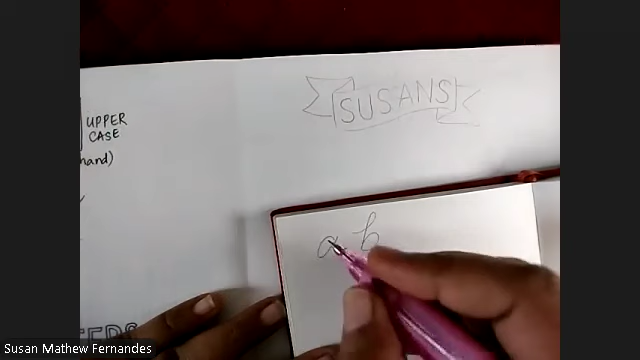 SUSANS
UPPER
CASE
hand)
a b
Susan Mathew Fernandes